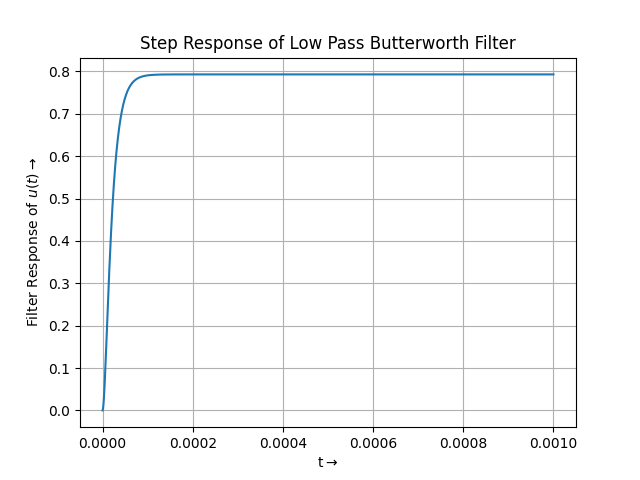 Step Response of Low Pass Butterworth Filter
Filter Response of u(t) →
0.8
0.7
0.6
0.5
0.4
0.3
0.2
0.1
0.0
0.0000 0.0002 0.0004 0.0006 0.0008 0.0010
t→